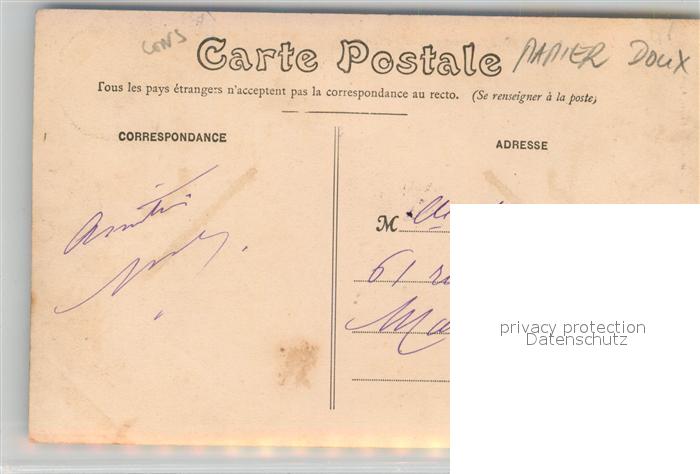 CONS
Carte Postale PAPIER DOUX
Tous les pays étrangers n'acceptent pas la correspondance au recto. (Se renseigner à la poste)
CORRESPONDANCE
ADRESSE
Amitiés
M
61
privacy protection
Datenschutz